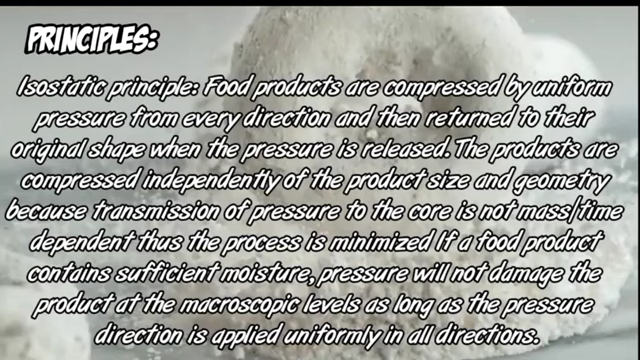 PRINCIPLES:
Isostatic principle: Food products are compressed by uniform
pressure from every direction and then returned to their
original shape when the pressure is released. The products are
compressed independently of the product size and geometry
because transmission of pressure to the core is not mass/time
dependent thus the process is minimized If a food product
contains sufficient moisture, pressure will not damage the
product at the macroscopic levels as long as the pressure
direction is applied uniformly in all directions.